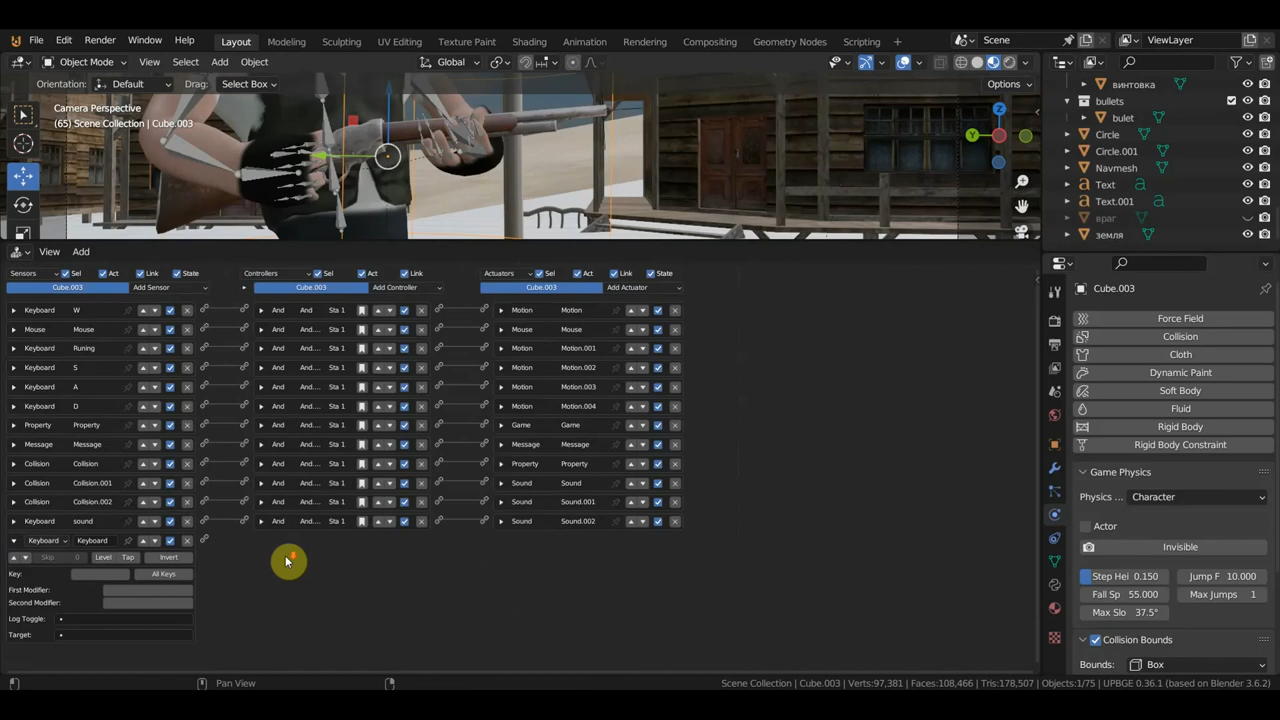 File Edit Render Window Help Layout Modeling Sculpting UV Editing Texture Paint Shading Animation Rendering Compositing Geometry Nodes Scripting + Scene ViewLayer
Object Mode View Select Add Object Global
Orientation: Default Drag: Select Box Options
Camera Perspective
(65) Scene Collection | Cube.003
Z
Y
винтовка
bullets
bulet
Circle
Circle.001
Navmesh
Text
Text.001
враг
земля
View Add
Sensors Sel Act Link State Controllers Sel Act Link Actuators Sel Act Link State
Cube.003 Add Sensor Cube.003 Add Controller Cube.003 Add Actuator
Keyboard W And And Sta 1 Motion Motion
Mouse Mouse And And.... Sta 1 Mouse Mouse
Keyboard Runing And And.... Sta 1 Motion Motion.001
Keyboard S And And.... Sta 1 Motion Motion.002
Keyboard A And And.... Sta 1 Motion Motion.003
Keyboard D And And.... Sta 1 Motion Motion.004
Property Property And And.... Sta 1 Game Game
Message Message And And.... Sta 1 Message Message
Collision Collision And And.... Sta 1 Property Property
Collision Collision.001 And And.... Sta 1 Sound Sound
Collision Collision.002 And And.... Sta 1 Sound Sound.001
Keyboard sound And And.... Sta 1 Sound Sound.002
Keyboard Keyboard
Skip 0 Level Tap Invert
Key: All Keys
First Modifier:
Second Modifier:
Log Toggle:
Target:
Cube.003
Force Field
Collision
Cloth
Dynamic Paint
Soft Body
Fluid
Rigid Body
Rigid Body Constraint
Game Physics
Physics ... Character
Actor
Invisible
Step Hei 0.150 Jump F 10.000
Fall Sp 55.000 Max Jumps 1
Max Slo 37.5°
Collision Bounds
Bounds: Box
Pan View Scene Collection | Cube.003 | Verts:97,381 | Faces:108,466 | Tris:178,507 | Objects:1/75 | UPBGE 0.36.1 (based on Blender 3.6.2)